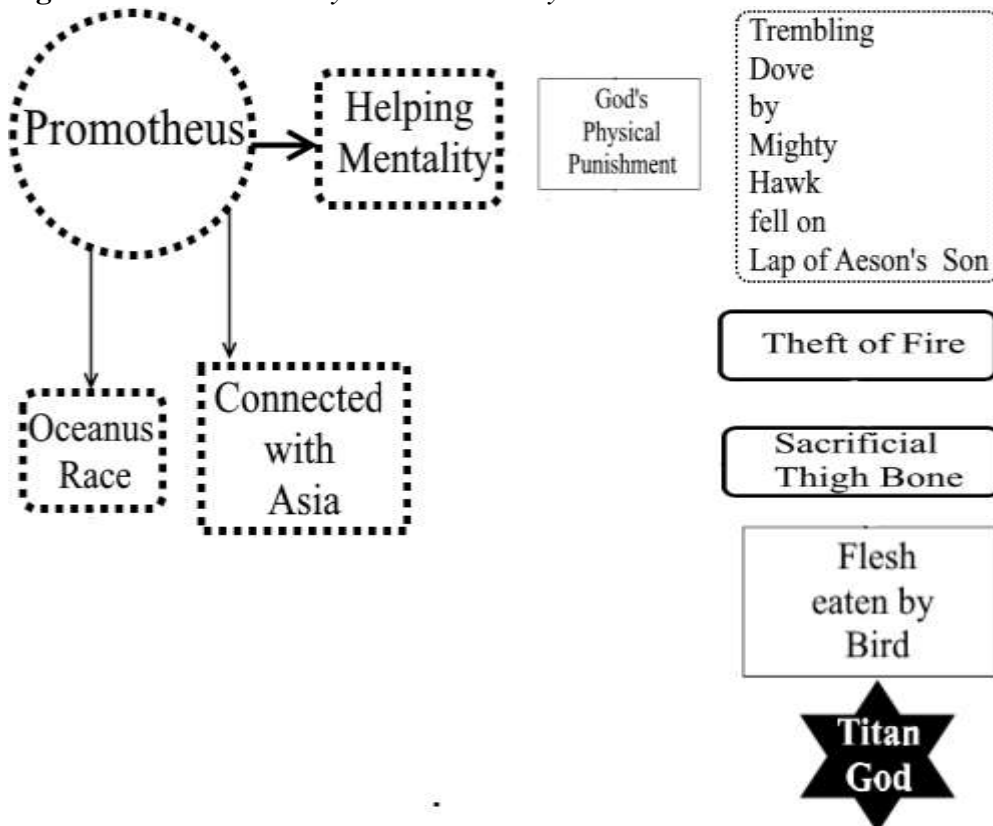 Promotheus
Helping
Mentality
God's
Physical
Punishment
Trembling
Dove
by
Mighty
Hawk
fell on
Lap of Aeson's Son
Theft of Fire
Oceanus
Race
Connected
with
Asia
Sacrificial
Thigh Bone
Flesh
eaten by
Bird
Titan
God